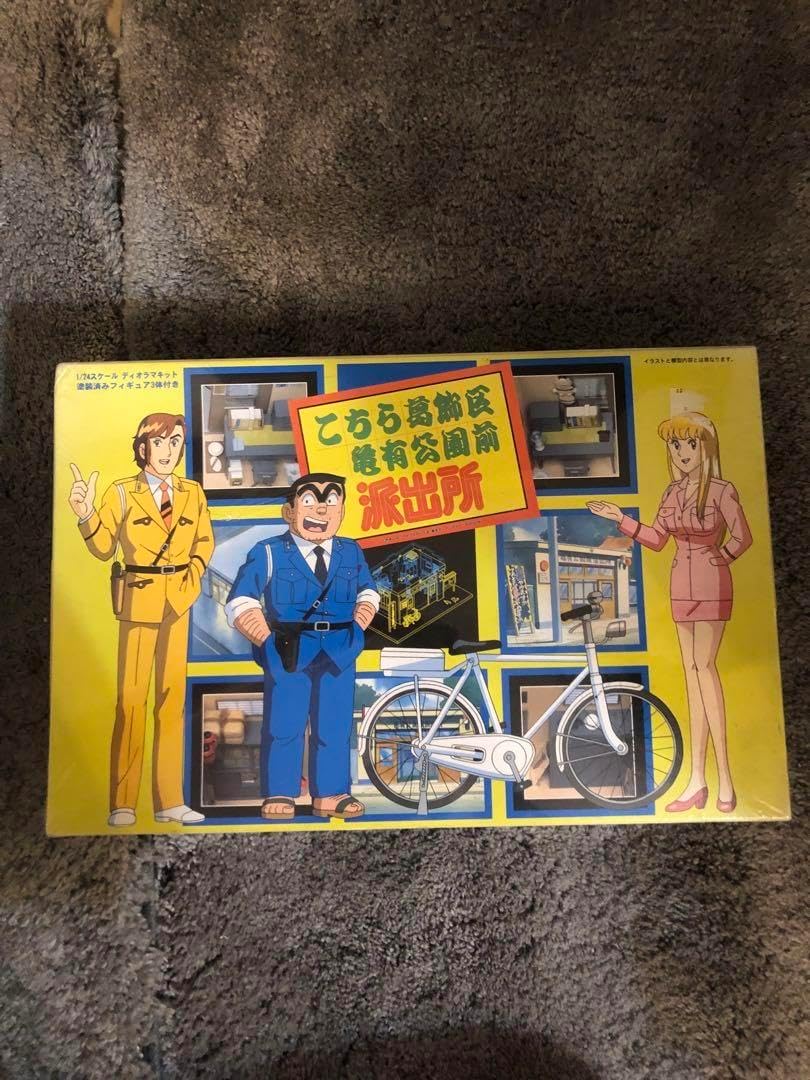 1/24スケール ディオラマキット
塗装済みフィギュア3体付き
イラストと模型内容とは異なります。
こちら葛飾区
亀有公園前
派出所